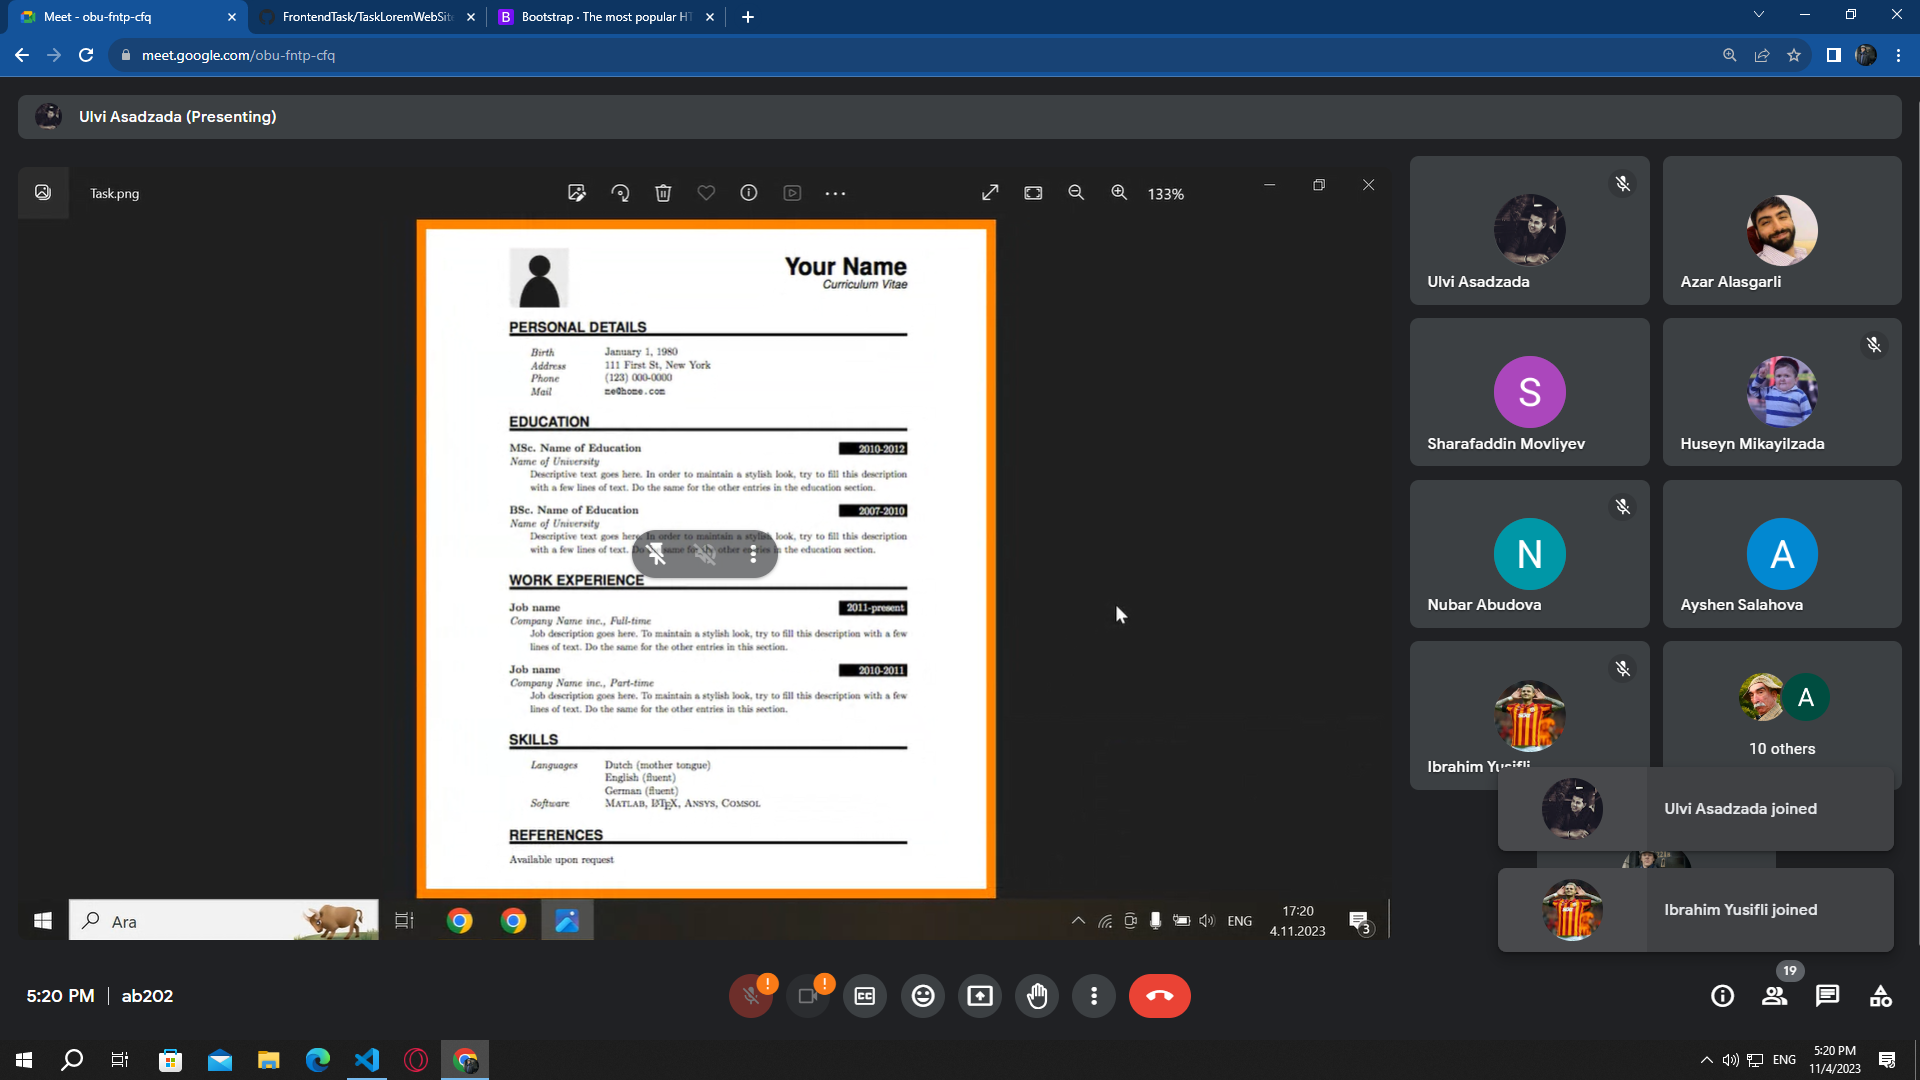 Meet - obu-fntp-cfq
FrontendTask/TaskLoremWebSite
Bootstrap · The most popular HT
meet.google.com/obu-fntp-cfq
Ulvi Asadzada (Presenting)
Task.png
133%
Your Name
Curriculum Vitae
PERSONAL DETAILS
Birth January 1, 1980
Address 111 First St, New York
Phone (123) 000-0000
Mail me@home.com
EDUCATION
MSc. Name of Education 2010-2012
Name of University
Descriptive text goes here. In order to maintain a stylish look, try to fill this description
with a few lines of text. Do the same for the other entries in the education section.
BSc. Name of Education 2007-2010
Name of University
Descriptive text goes here. In order to maintain a stylish look, try to fill this description
with a few lines of text. Do the same for the other entries in the education section.
WORK EXPERIENCE
Job name 2011-present
Company Name inc., Full-time
Job description goes here. To maintain a stylish look, try to fill this description with a few
lines of text. Do the same for the other entries in this section.
Job name 2010-2011
Company Name inc., Part-time
Job description goes here. To maintain a stylish look, try to fill this description with a few
lines of text. Do the same for the other entries in this section.
SKILLS
Languages Dutch (mother tongue)
English (fluent)
German (fluent)
Software MATLAB, LATEX, ANSYS, COMSOL
REFERENCES
Available upon request
Ara
ENG
17:20
4.11.2023
3
Ulvi Asadzada
Azar Alasgarli
S
Sharafaddin Movliyev
Huseyn Mikayilzada
N
Nubar Abudova
A
Ayshen Salahova
Ibrahim Yusifli
A
10 others
Ulvi Asadzada joined
Ibrahim Yusifli joined
5:20 PM | ab202
19
ENG
5:20 PM
11/4/2023